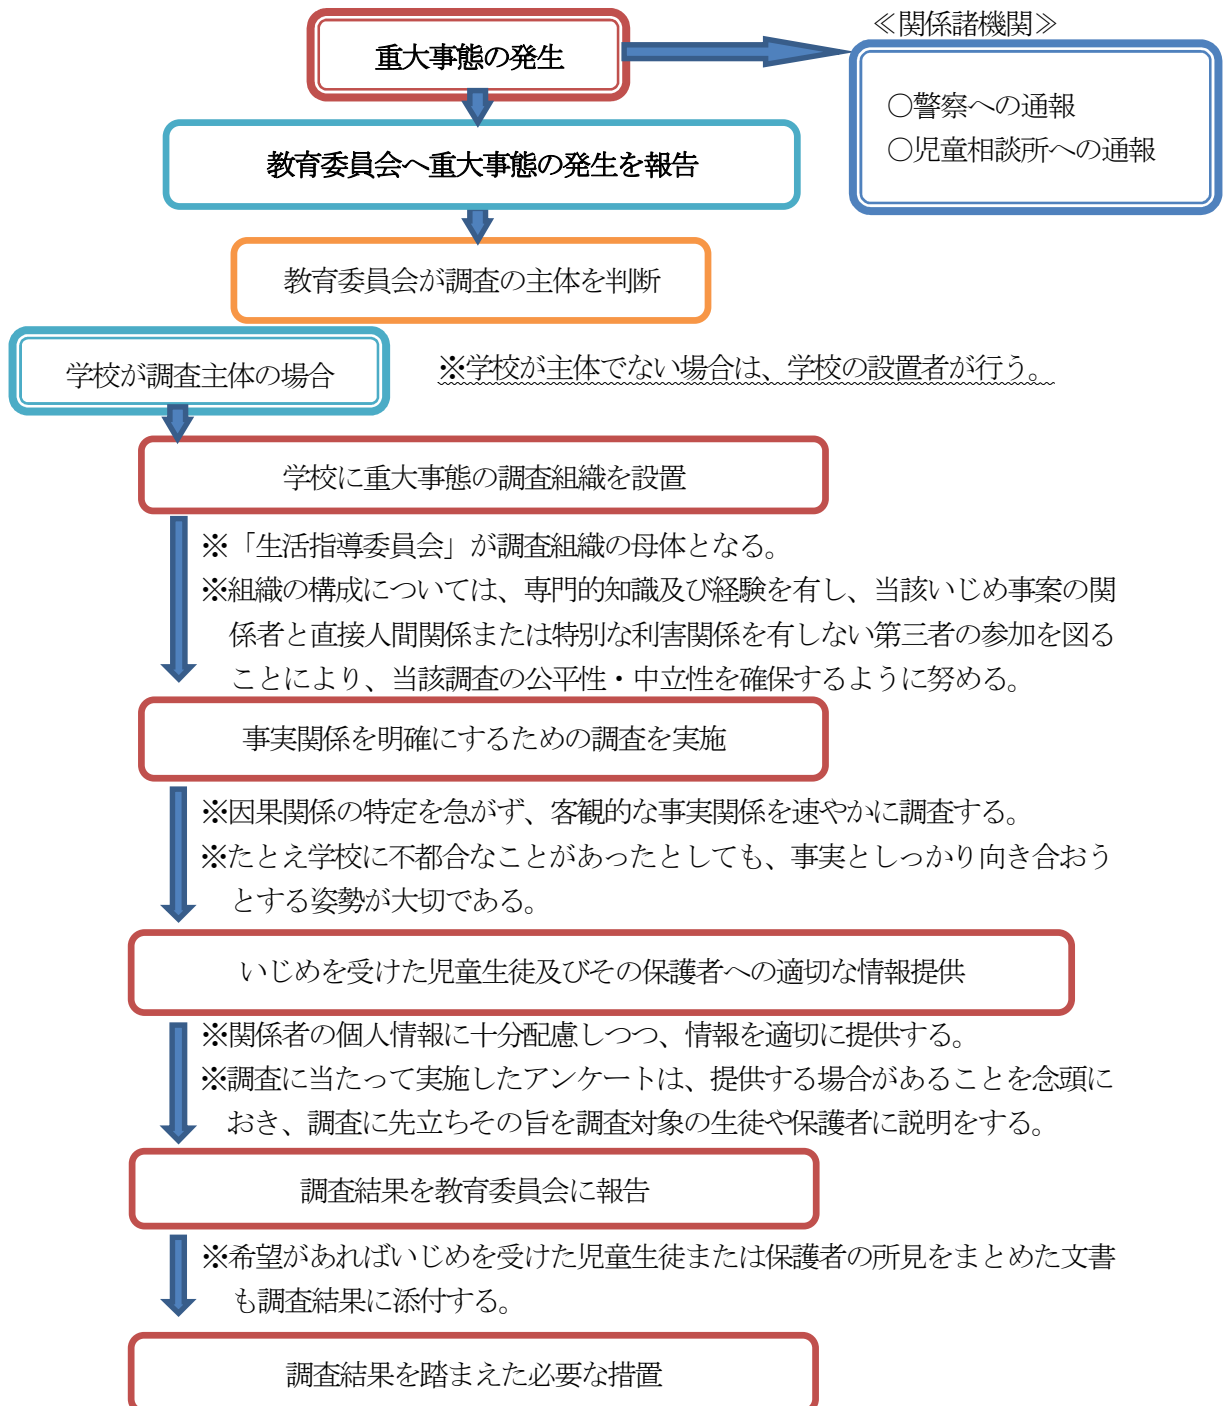 ≪関係諸機関≫
重大事態の発生
○警察への通報
○児童相談所への通報
教育委員会へ重大事態の発生を報告
教育委員会が調査の主体を判断
学校が調査主体の場合
※学校が主体でない場合は、学校の設置者が行う。
学校に重大事態の調査組織を設置
※「生活指導委員会」が調査組織の母体となる。
※組織の構成については、専門的知識及び経験を有し、当該いじめ事案の関
係者と直接人間関係または特別な利害関係を有しない第三者の参加を図る
ことにより、当該調査の公平性・中立性を確保するように努める。
事実関係を明確にするための調査を実施
※因果関係の特定を急がず、客観的な事実関係を速やかに調査する。
※たとえ学校に不都合なことがあったとしても、事実としっかり向き合おう
とする姿勢が大切である。
いじめを受けた児童生徒及びその保護者への適切な情報提供
※関係者の個人情報に十分配慮しつつ、情報を適切に提供する。
※調査に当たって実施したアンケートは、提供する場合があることを念頭に
おき、調査に先立ちその旨を調査対象の生徒や保護者に説明をする。
調査結果を教育委員会に報告
※希望があればいじめを受けた児童生徒または保護者の所見をまとめた文書
も調査結果に添付する。
調査結果を踏まえた必要な措置